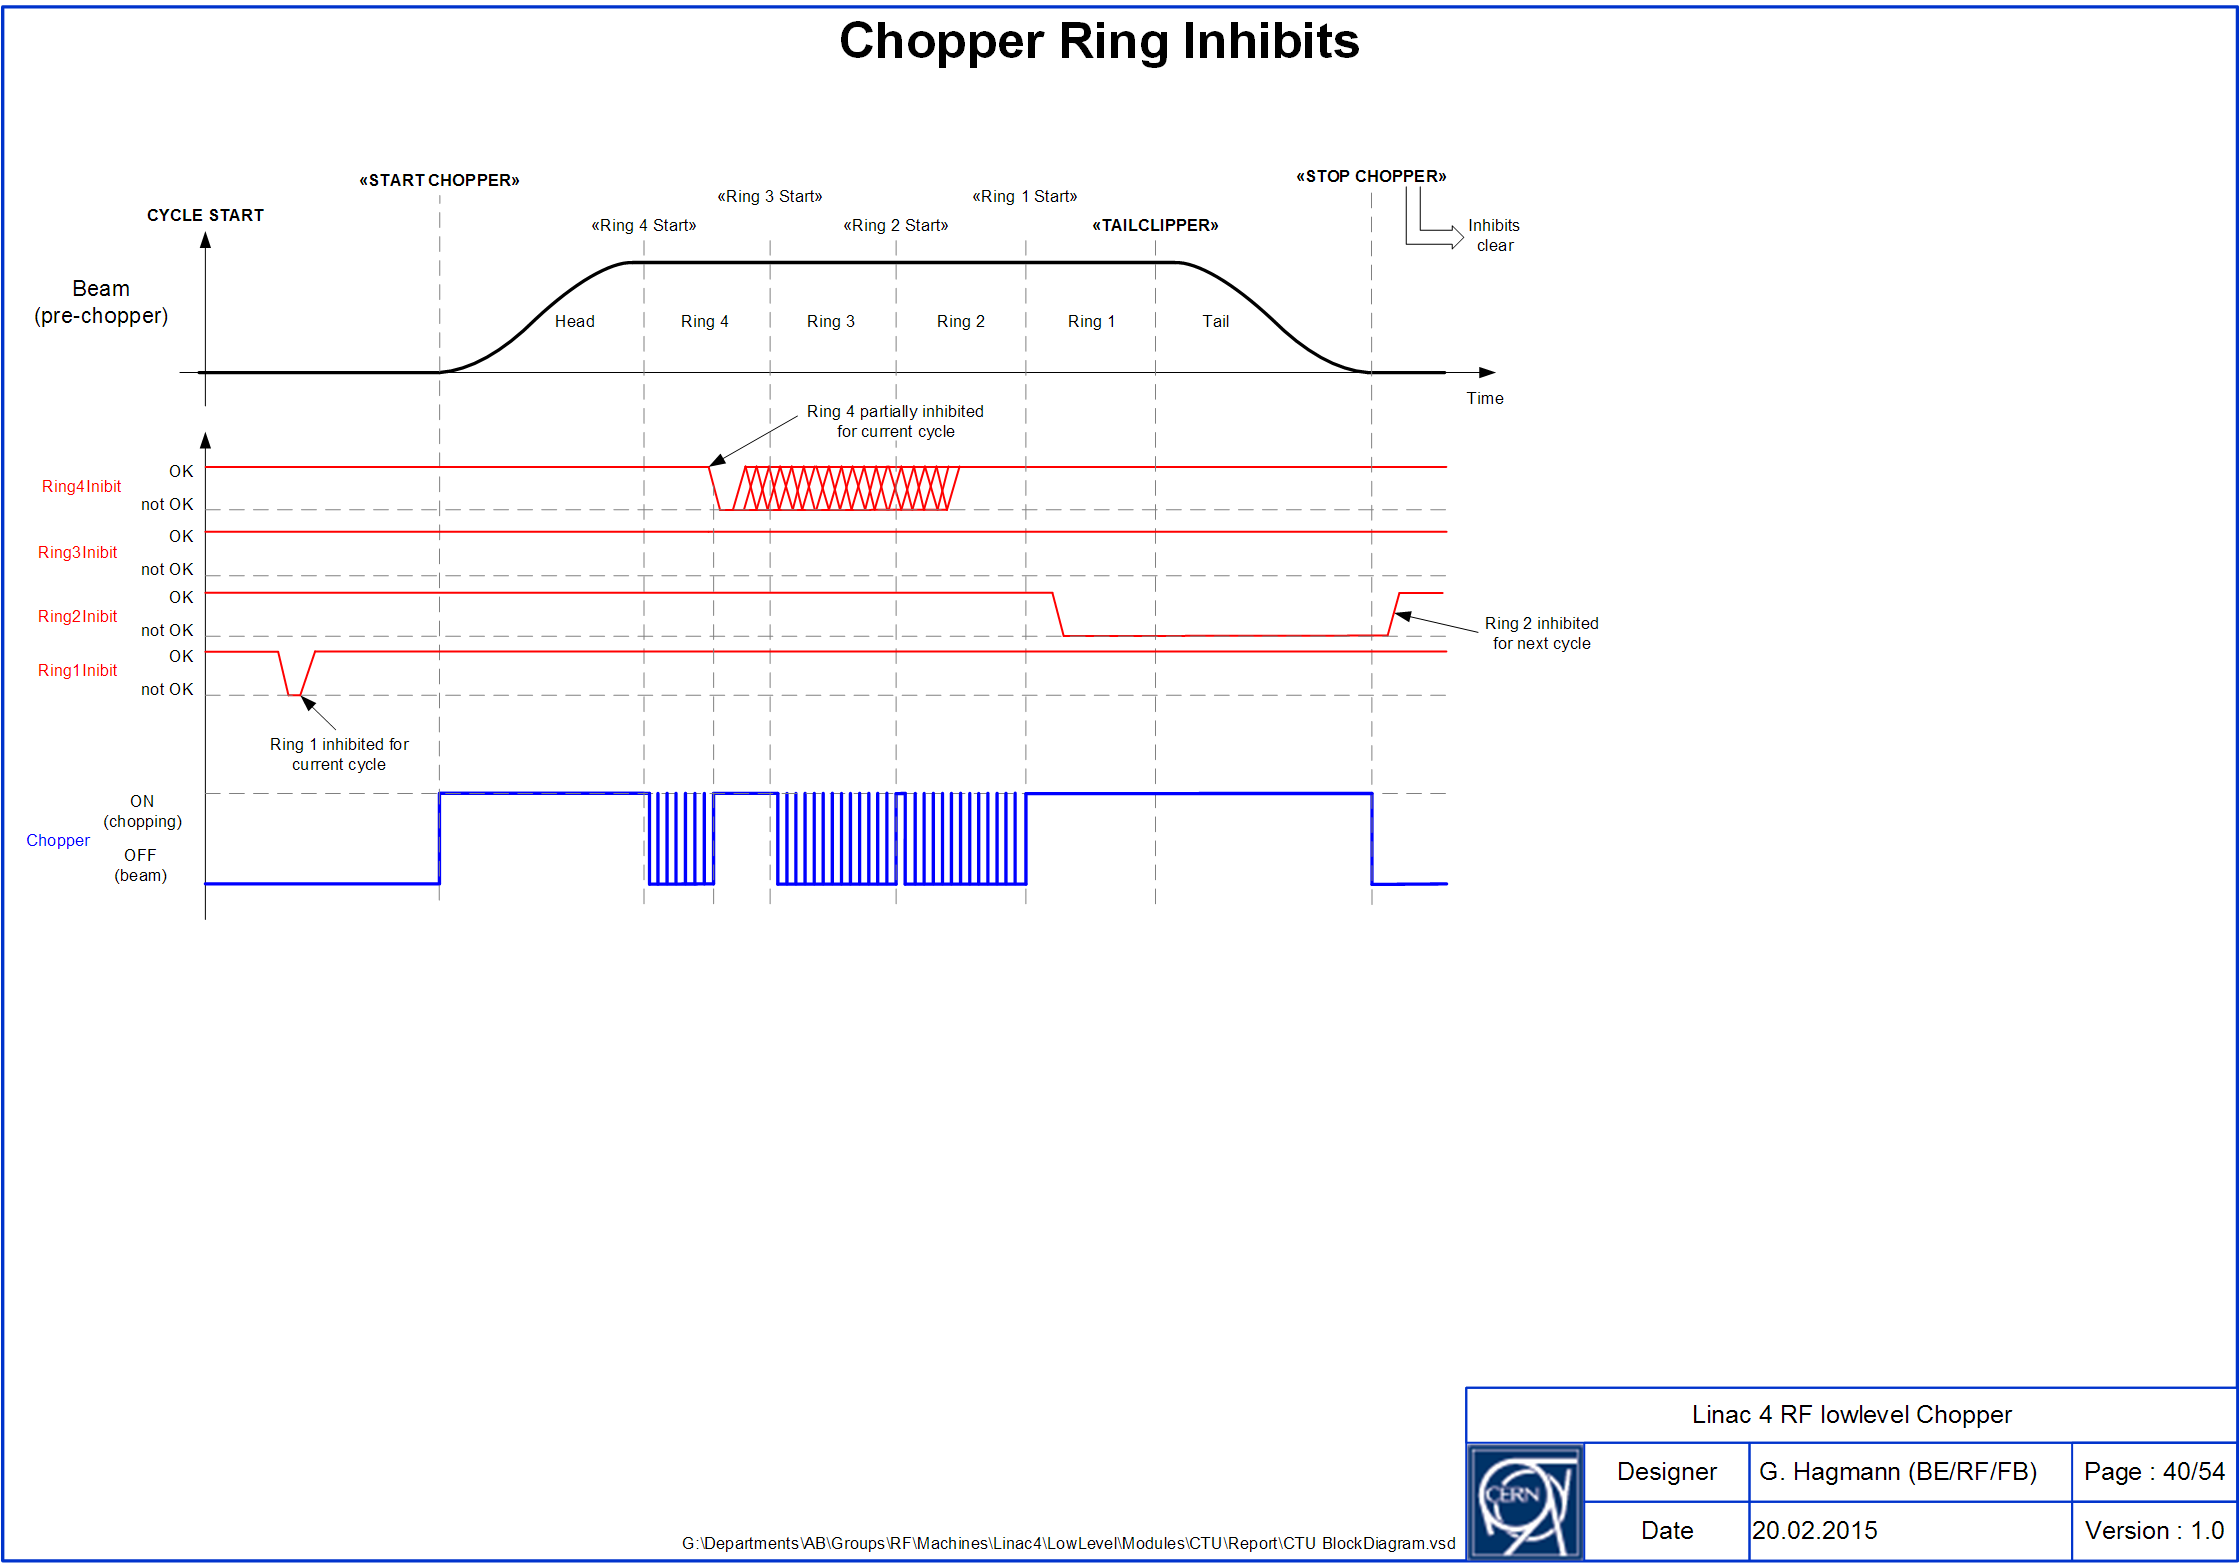 Chopper Ring Inhibits
«START CHOPPER»
«STOP CHOPPER»
«Ring 3 Start»
«Ring 1 Start»
CYCLE START
«Ring 4 Start»
«Ring 2 Start»
«TAILCLIPPER»
Inhibits
clear
Beam
(pre-chopper)
Head
Ring 4
Ring 3
Ring 2
Ring 1
Tail
Time
Ring 4 partially inhibited
for current cycle
Ring4Inibit
OK
not OK
Ring3Inibit
OK
not OK
Ring2Inibit
OK
not OK
Ring 2 inhibited
for next cycle
Ring1Inibit
OK
not OK
Ring 1 inhibited for
current cycle
Chopper
ON
(chopping)
OFF
(beam)
Linac 4 RF lowlevel Chopper
CERN
Designer
G. Hagmann (BE/RF/FB)
Page : 40/54
Date
20.02.2015
Version : 1.0
G:\Departments\AB\Groups\RF\Machines\Linac4\LowLevel\Modules\CTU\Report\CTU BlockDiagram.vsd